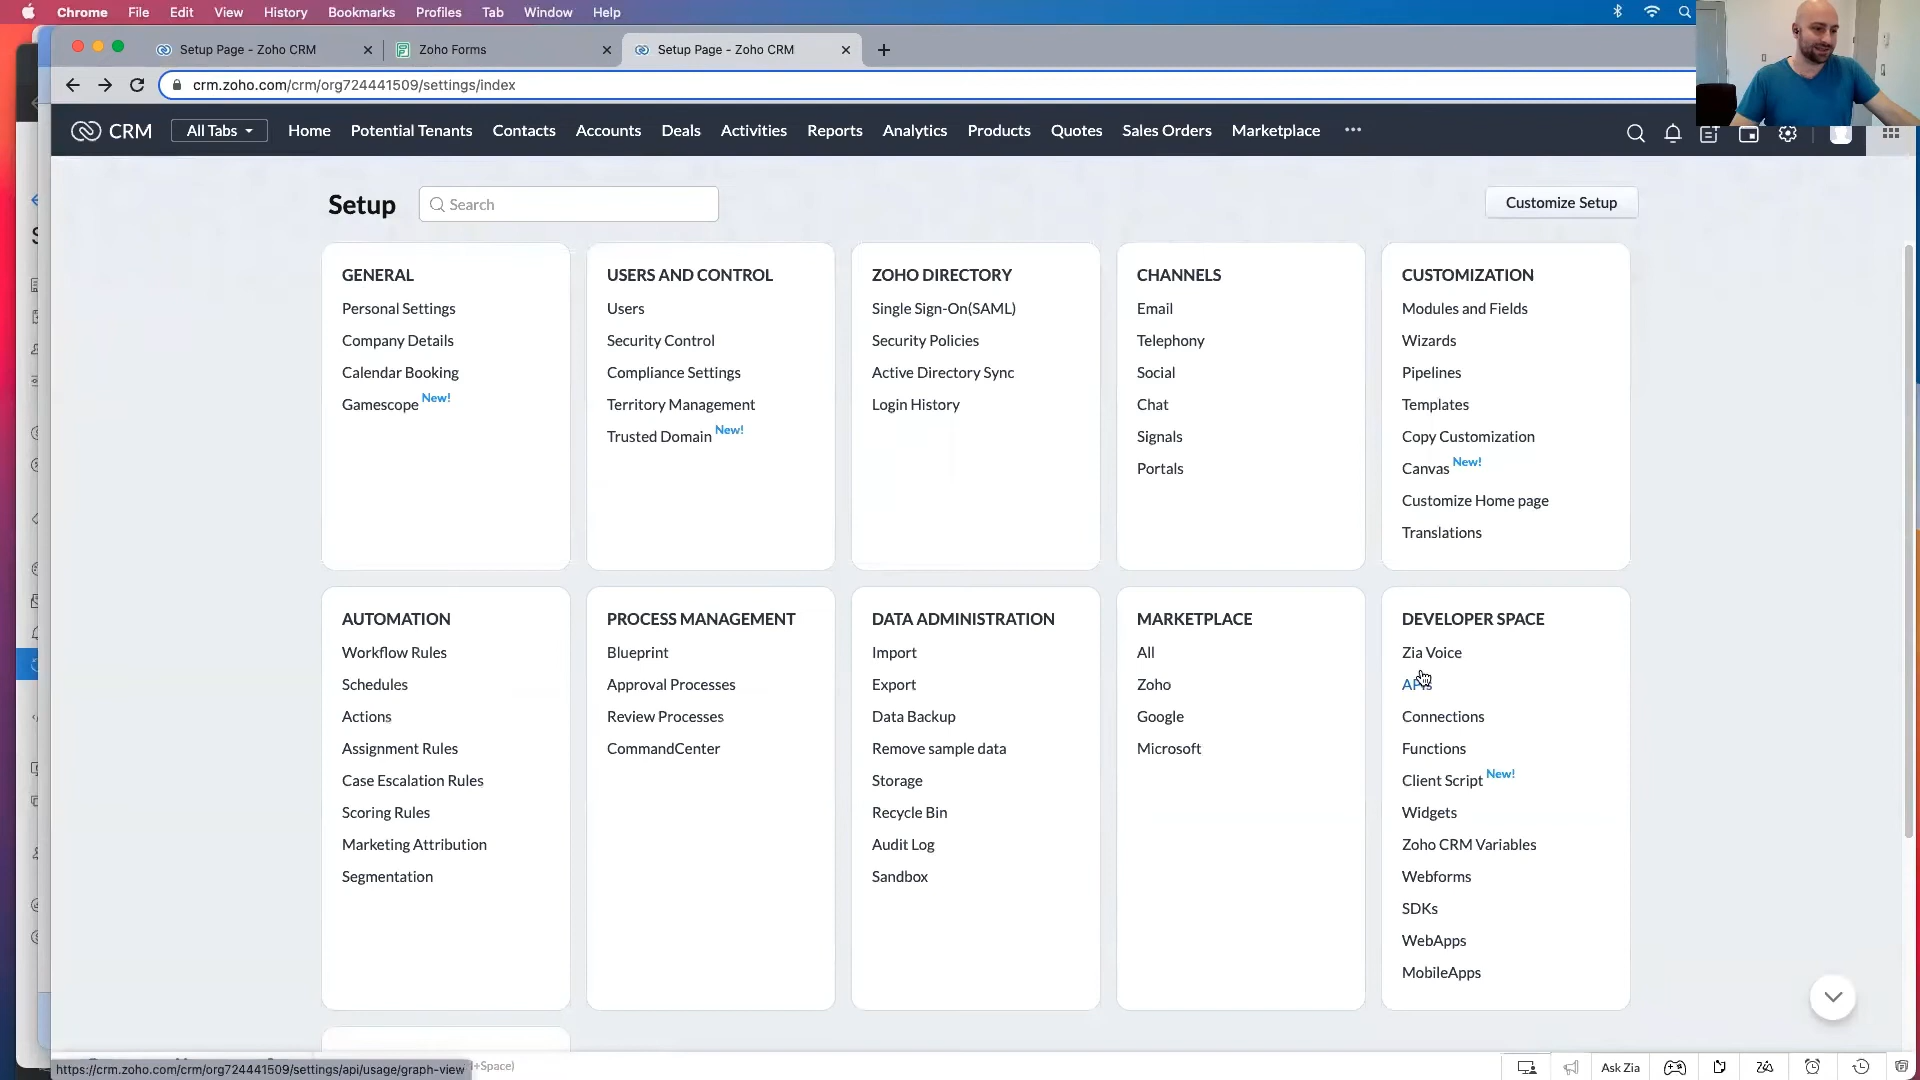 Chrome File Edit View History Bookmarks Profiles Tab Window Help
Setup Page - Zoho CRM
Zoho Forms
Setup Page - Zoho CRM
crm.zoho.com/crm/org724441509/settings/index
CRM All Tabs Home Potential Tenants Contacts Accounts Deals Activities Reports Analytics Products Quotes Sales Orders Marketplace
Setup
Search
Customize Setup
GENERAL
Personal Settings
Company Details
Calendar Booking
Gamescope New!
USERS AND CONTROL
Users
Security Control
Compliance Settings
Territory Management
Trusted Domain New!
ZOHO DIRECTORY
Single Sign-On(SAML)
Security Policies
Active Directory Sync
Login History
CHANNELS
Email
Telephony
Social
Chat
Signals
Portals
CUSTOMIZATION
Modules and Fields
Wizards
Pipelines
Templates
Copy Customization
Canvas New!
Customize Home page
Translations
AUTOMATION
Workflow Rules
Schedules
Actions
Assignment Rules
Case Escalation Rules
Scoring Rules
Marketing Attribution
Segmentation
PROCESS MANAGEMENT
Blueprint
Approval Processes
Review Processes
CommandCenter
DATA ADMINISTRATION
Import
Export
Data Backup
Remove sample data
Storage
Recycle Bin
Audit Log
Sandbox
MARKETPLACE
All
Zoho
Google
Microsoft
DEVELOPER SPACE
Zia Voice
APIs
Connections
Functions
Client Script New!
Widgets
Zoho CRM Variables
Webforms
SDKs
WebApps
MobileApps
https://crm.zoho.com/crm/org724441509/settings/api/usage/graph-view
+Space)
Ask Zia